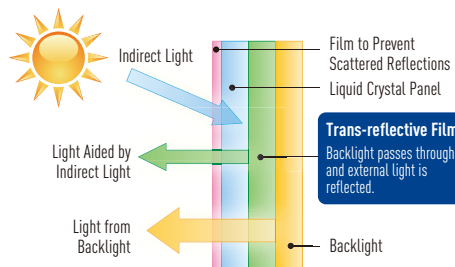 Indirect Light
Film to Prevent
Scattered Reflections
Liquid Crystal Panel
Trans-reflective Film
Backlight passes through
and external light is
reflected.
Light Aided by
Indirect Light
Light from
Backlight
Backlight